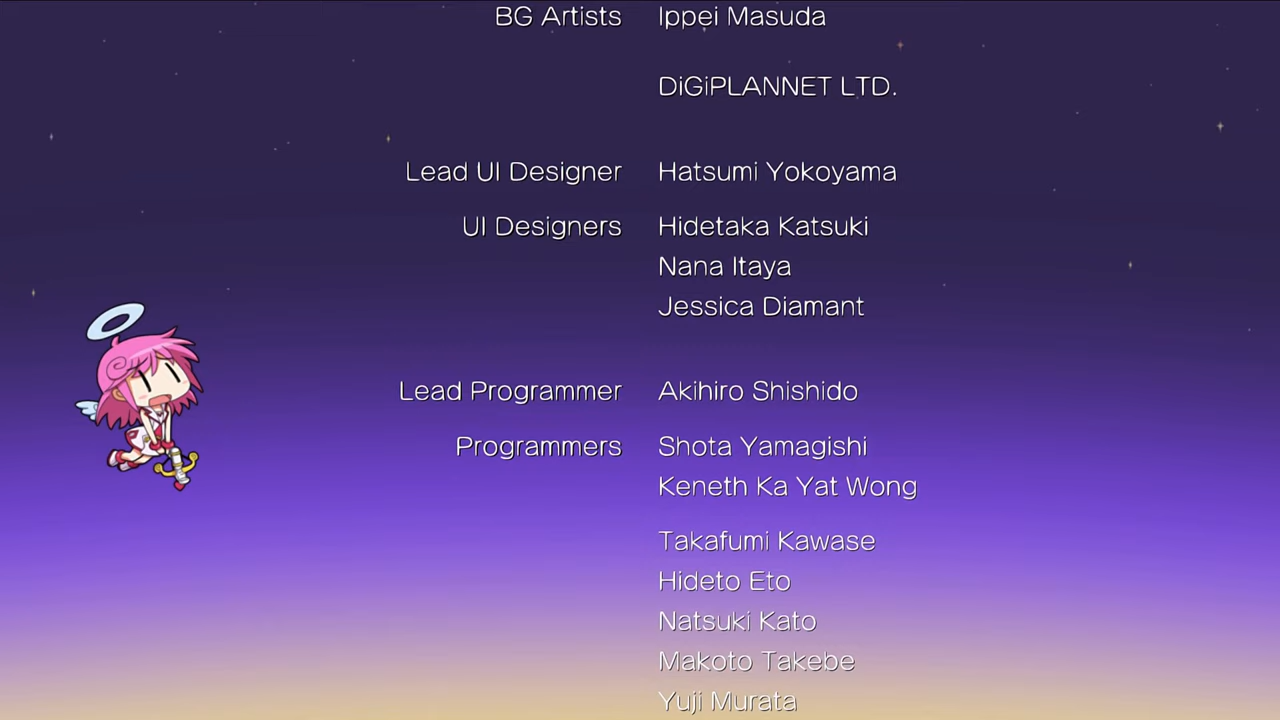 BG Artists Ippei Masuda
DiGiPLANNET LTD.
Lead UI Designer Hatsumi Yokoyama
UI Designers Hidetaka Katsuki
Nana Itaya
Jessica Diamant
Lead Programmer Akihiro Shishido
Programmers Shota Yamagishi
Keneth Ka Yat Wong
Takafumi Kawase
Hideto Eto
Natsuki Kato
Makoto Takebe
Yuji Murata